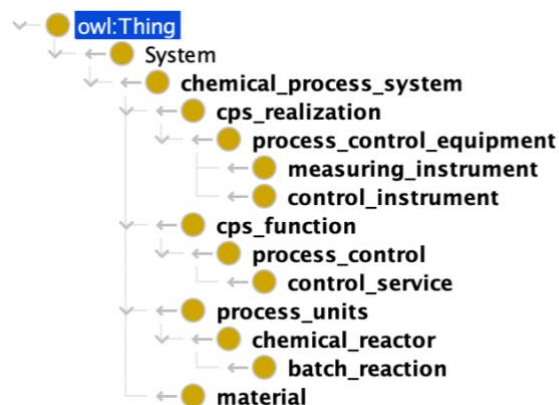 owl:Thing
System
chemical_process_system
cps_realization
process_control_equipment
measuring_instrument
control_instrument
cps_function
process_control
control_service
process_units
chemical_reactor
batch_reaction
material